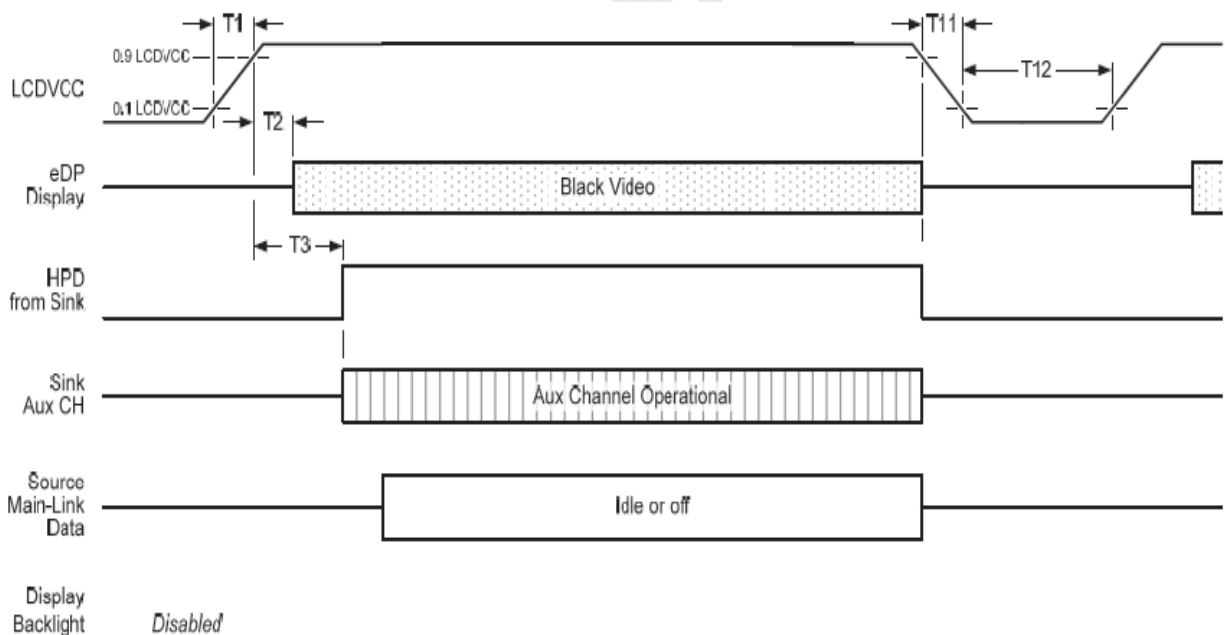 T1
T11
0.9 LCDVCC
T12
LCDVCC
0.1 LCDVCC
T2
eDP
Display
Black Video
T3
HPD
from Sink
Sink
Aux CH
Aux Channel Operational
Source
Main-Link
Data
Idle or off
Display
Backlight
Disabled